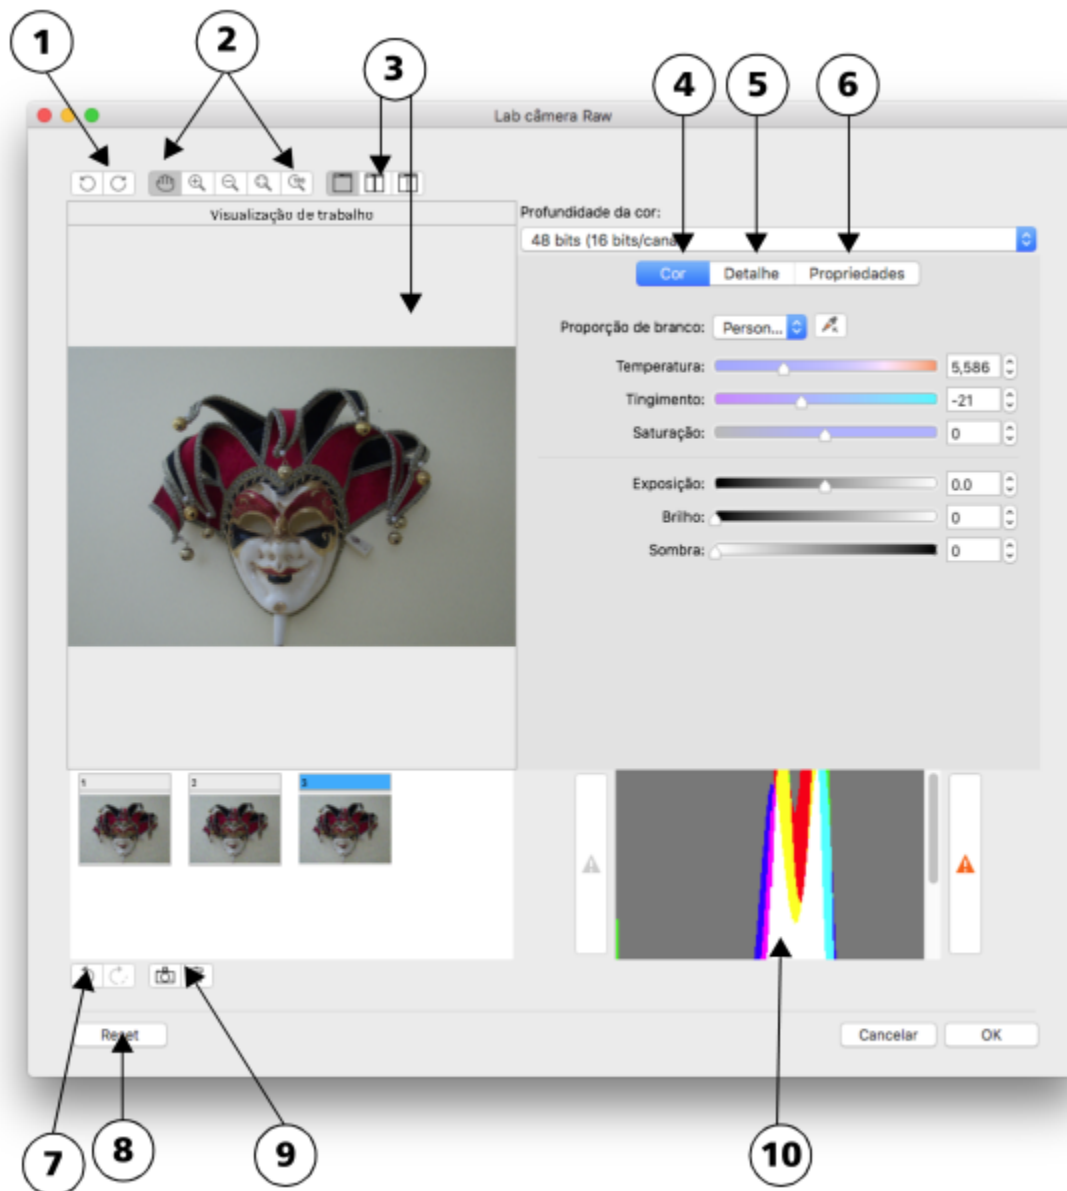 1
2
3
4
5
6
Lab câmera Raw
Visualização de trabalho
Profundidade da cor:
48 bits (16 bits/cana
Cor
Detalhe
Propriedades
Proporção de branco:
Person...
Temperatura:
5,586
Tingimento:
-21
Saturação:
0
Exposição:
0.0
Brilho:
0
Sombra:
0
1
2
3
Reset
Cancelar
OK
7
8
9
10